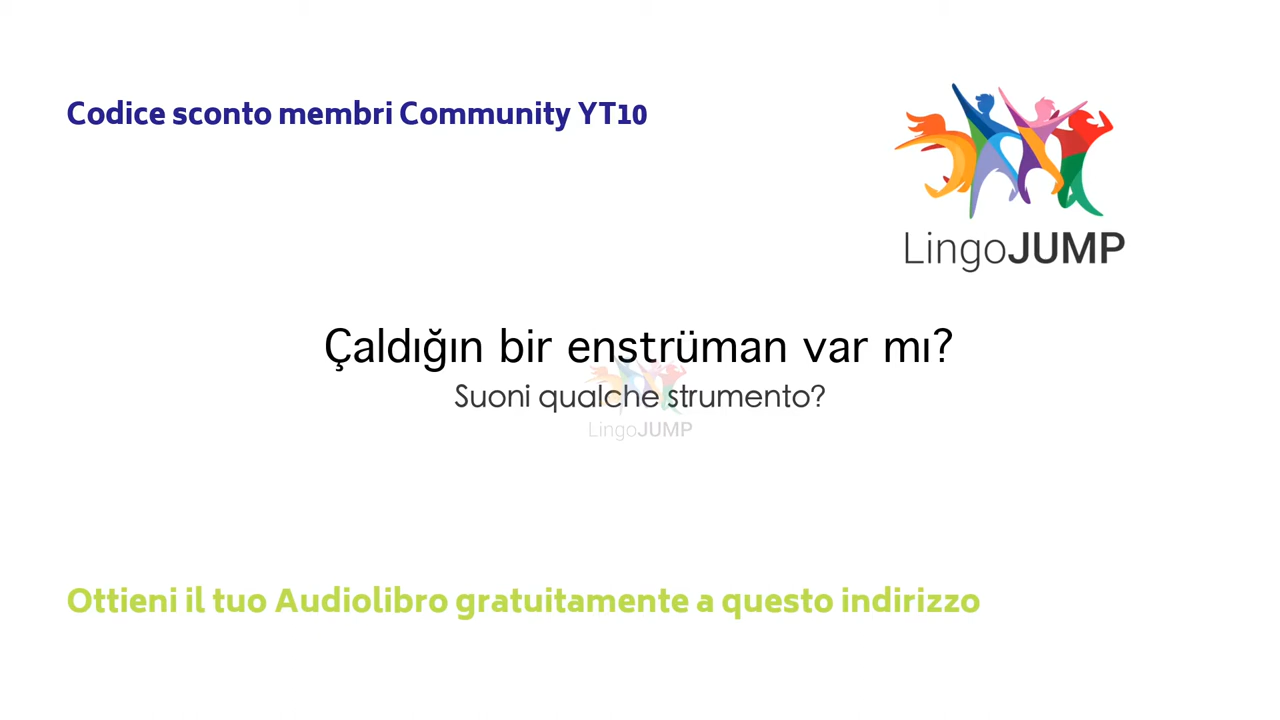 Codice sconto membri Community YT10
LingoJUMP
Çaldığın bir enstrüman var mı?
Suoni qualche strumento?
LingoJUMP
Ottieni il tuo Audiolibro gratuitamente a questo indirizzo